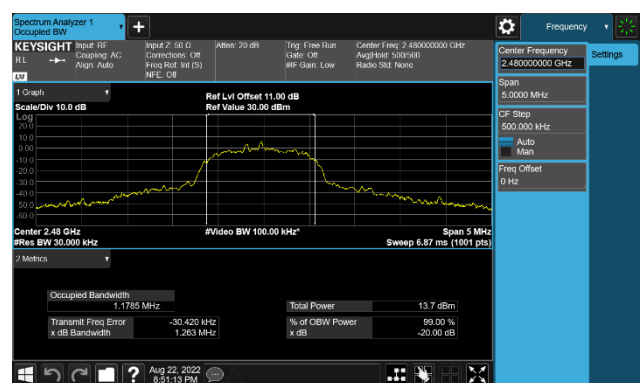 Spectrum Analyzer 1
Occupied BW
Frequency
KEYSIGHT
RL
LXI
Input: RF
Coupling: AC
Align: Auto
Input Z: 50 Ω
Corrections: Off
Freq Ref: Int (S)
NFE: Off
Atten: 20 dB
Trig: Free Run
Gate: Off
#IF Gain: Low
Center Freq: 2.480000000 GHz
Avg|Hold: 500/500
Radio Std: None
Center Frequency
2.480000000 GHz
Settings
Span
5.0000 MHz
CF Step
500.000 kHz
Auto
Man
Freq Offset
0 Hz
1 Graph
Scale/Div 10.0 dB
Ref Lvl Offset 11.00 dB
Ref Value 30.00 dBm
Log
20.0
10.0
0.00
-10.0
-20.0
-30.0
-40.0
-50.0
-60.0
Center 2.48 GHz
#Res BW 30.000 kHz
#Video BW 100.00 kHz*
Span 5 MHz
Sweep 6.87 ms (1001 pts)
2 Metrics
Occupied Bandwidth
1.1785 MHz
Total Power 13.7 dBm
Transmit Freq Error -30.420 kHz
% of OBW Power 99.00 %
x dB Bandwidth 1.263 MHz
x dB -20.00 dB
?
Aug 22, 2022
8:51:13 PM